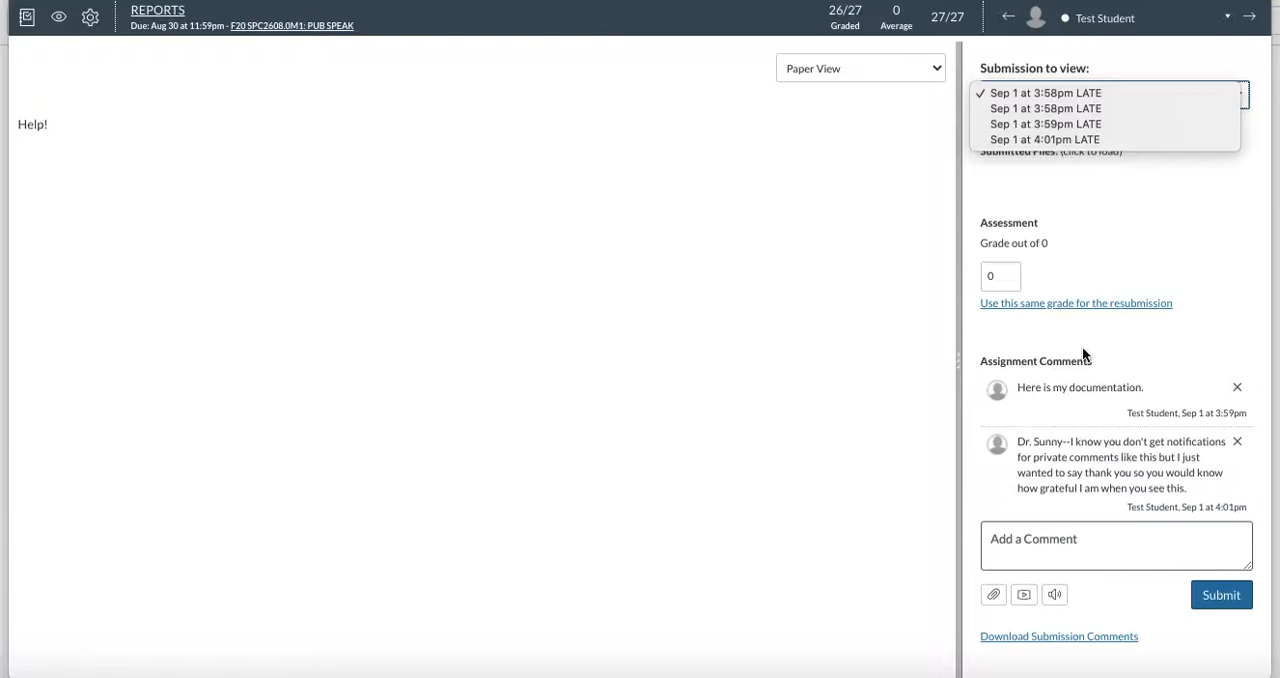 REPORTS
Due: Aug 30 at 11:59pm - F20 SPC2608.0M1: PUB SPEAK
26/27
Graded
0
Average
27/27
Test Student
Paper View
Help!
Submission to view:
✓ Sep 1 at 3:58pm LATE
Sep 1 at 3:58pm LATE
Sep 1 at 3:59pm LATE
Sep 1 at 4:01pm LATE
Submitted Files: (click to load)
Assessment
Grade out of 0
0
Use this same grade for the resubmission
Assignment Comments
Here is my documentation.
Test Student, Sep 1 at 3:59pm
Dr. Sunny--I know you don't get notifications
for private comments like this but I just
wanted to say thank you so you would know
how grateful I am when you see this.
Test Student, Sep 1 at 4:01pm
Add a Comment
Submit
Download Submission Comments